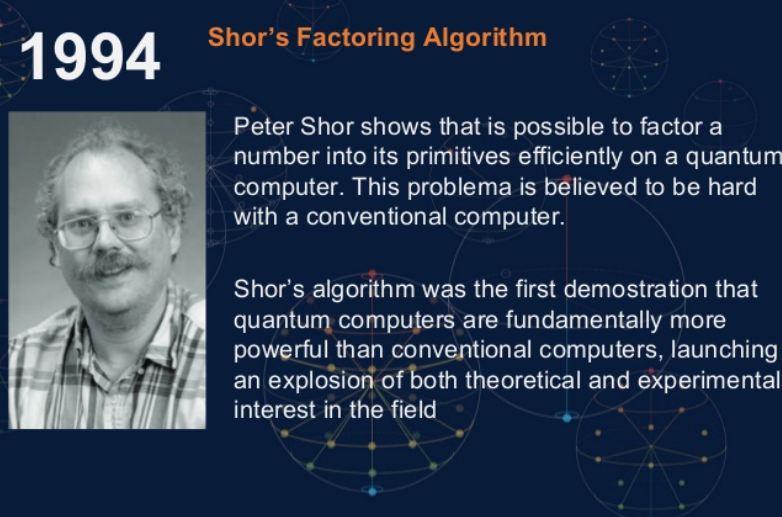 1994
Shor's Factoring Algorithm
Peter Shor shows that is possible to factor a
number into its primitives efficiently on a quantum
computer. This problema is believed to be hard
with a conventional computer.
Shor's algorithm was the first demostration that
quantum computers are fundamentally more
powerful than conventional computers, launching
an explosion of both theoretical and experimental
interest in the field